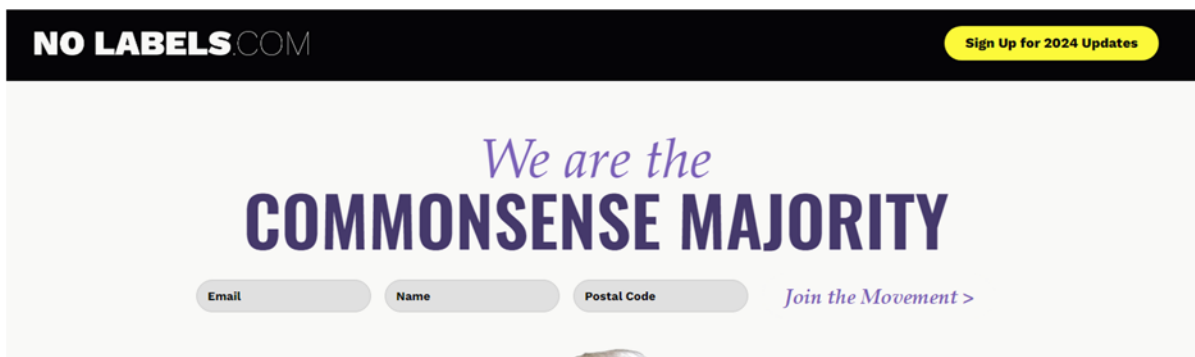 NO LABELS.COM
Sign Up for 2024 Updates
We are the
COMMONSENSE MAJORITY
Email
Name
Postal Code
Join the Movement >